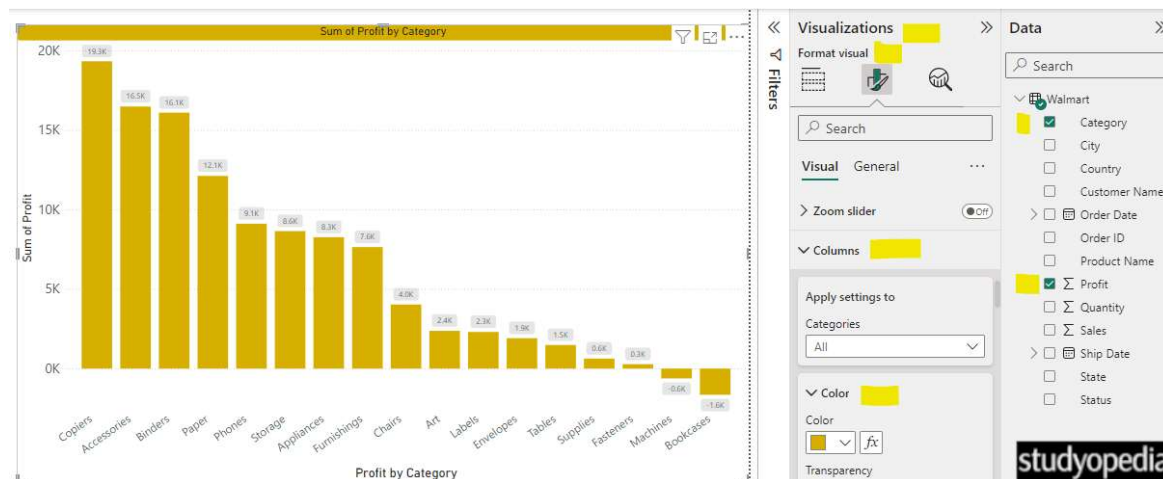 Sum of Profit by Category
20K
15K
10K
5K
0K
Sum of Profit
19.3K
16.5K
16.1K
12.1K
9.1K
8.6K
8.3K
7.6K
4.0K
2.4K
2.3K
1.9K
1.5K
0.6K
0.3K
-0.6K
-1.6K
Copiers
Accessories
Binders
Paper
Phones
Storage
Appliances
Furnishings
Chairs
Art
Labels
Envelopes
Tables
Supplies
Fasteners
Machines
Bookcases
Profit by Category
Filters
Visualizations
Format visual
Search
Visual General
Zoom slider Off
Columns
Apply settings to
Categories
All
Color
Color
fx
Transparency
Data
Search
Walmart
Category
City
Country
Customer Name
Order Date
Order ID
Product Name
Σ Profit
Σ Quantity
Σ Sales
Ship Date
State
Status
studyopedia